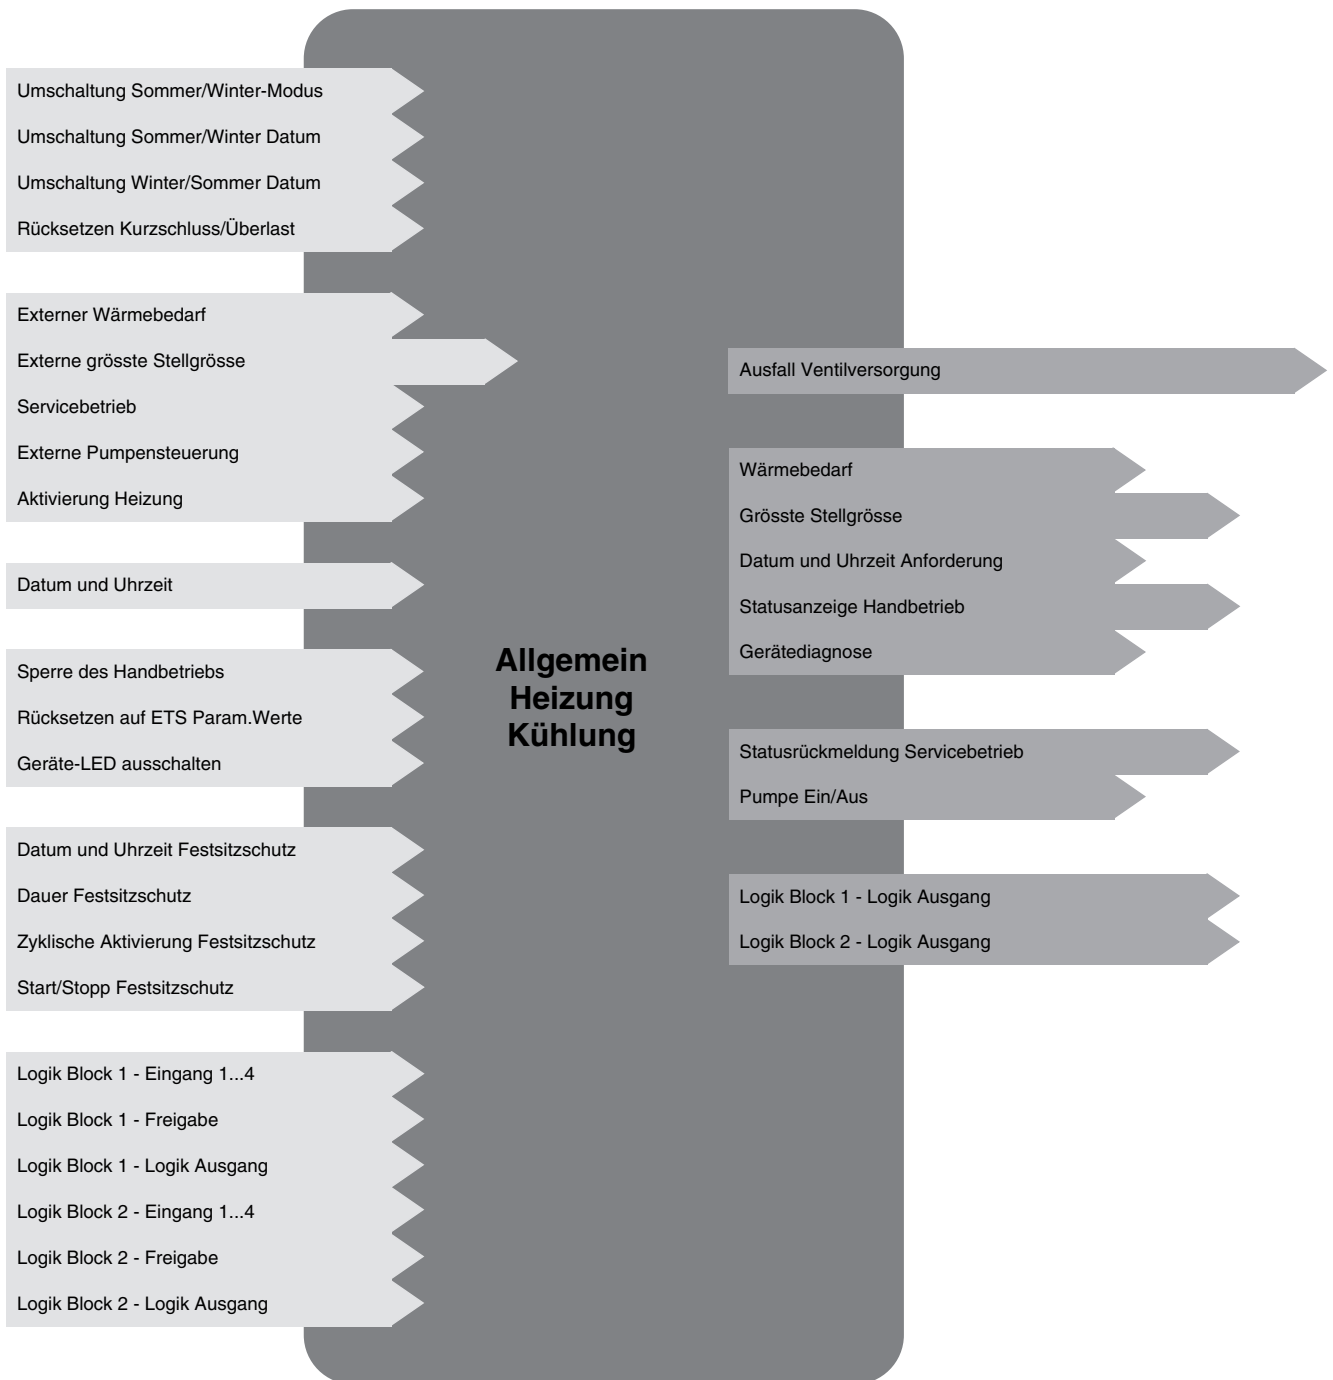 Umschaltung Sommer/Winter-Modus
Umschaltung Sommer/Winter Datum
Umschaltung Winter/Sommer Datum
Rücksetzen Kurzschluss/Überlast
Externer Wärmebedarf
Externe grösste Stellgrösse
Servicebetrieb
Externe Pumpensteuerung
Aktivierung Heizung
Datum und Uhrzeit
Sperre des Handbetriebs
Rücksetzen auf ETS Param.Werte
Geräte-LED ausschalten
Datum und Uhrzeit Festsitzschutz
Dauer Festsitzschutz
Zyklische Aktivierung Festsitzschutz
Start/Stopp Festsitzschutz
Logik Block 1 - Eingang 1...4
Logik Block 1 - Freigabe
Logik Block 1 - Logik Ausgang
Logik Block 2 - Eingang 1...4
Logik Block 2 - Freigabe
Logik Block 2 - Logik Ausgang
Allgemein
Heizung
Kühlung
Ausfall Ventilversorgung
Wärmebedarf
Grösste Stellgrösse
Datum und Uhrzeit Anforderung
Statusanzeige Handbetrieb
Gerätediagnose
Statusrückmeldung Servicebetrieb
Pumpe Ein/Aus
Logik Block 1 - Logik Ausgang
Logik Block 2 - Logik Ausgang